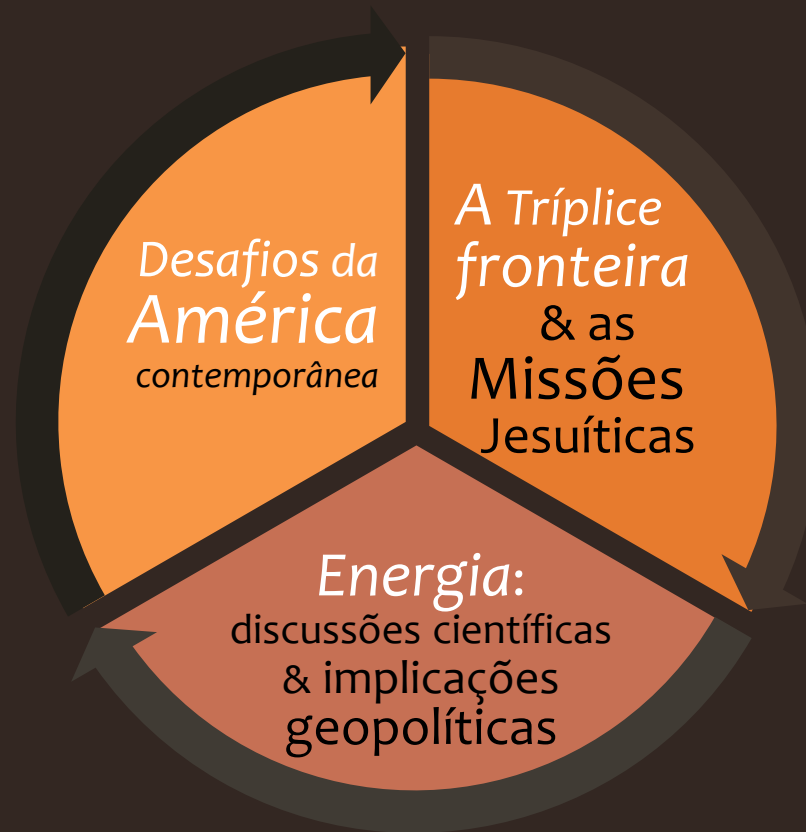 Desafios da
América
contemporânea
A Tríplice
fronteira
& as
Missões
Jesuíticas
Energia:
discussões científicas
& implicações
geopolíticas